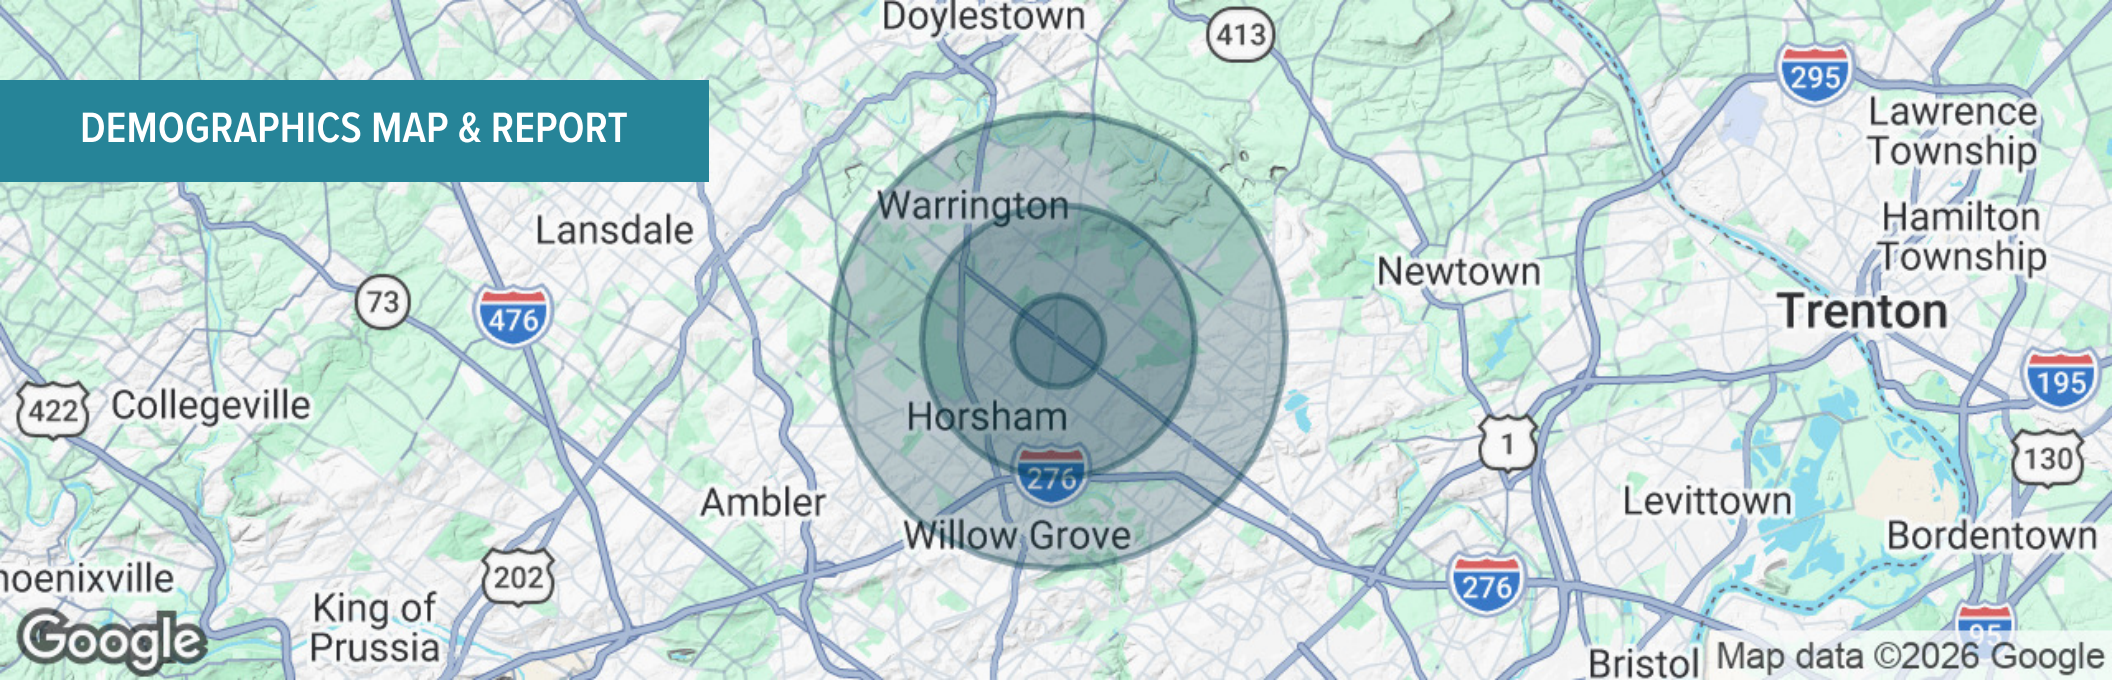 Doylestown
413
295
DEMOGRAPHICS MAP & REPORT
Lawrence
Township
Warrington
Lansdale
Hamilton
Township
Newtown
73
476
Trenton
195
422
Collegeville
Horsham
1
130
276
Ambler
Levittown
Willow Grove
Bordentown
hoenixville
202
276
King of
Prussia
95
Google
Bristol
Map data ©2026 Google